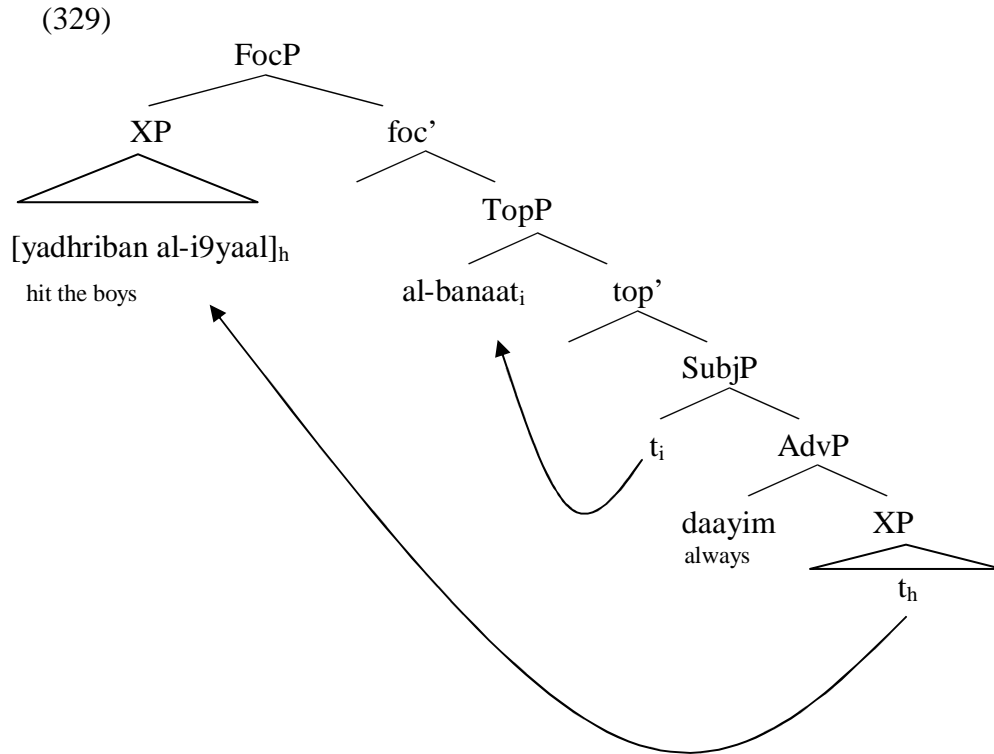 (329)
FocP
XP foc’
TopP
[yadhriban al-i9yaal]h
hit the boys
al-banaati top’
SubjP
ti AdvP
daayim XP
always
th